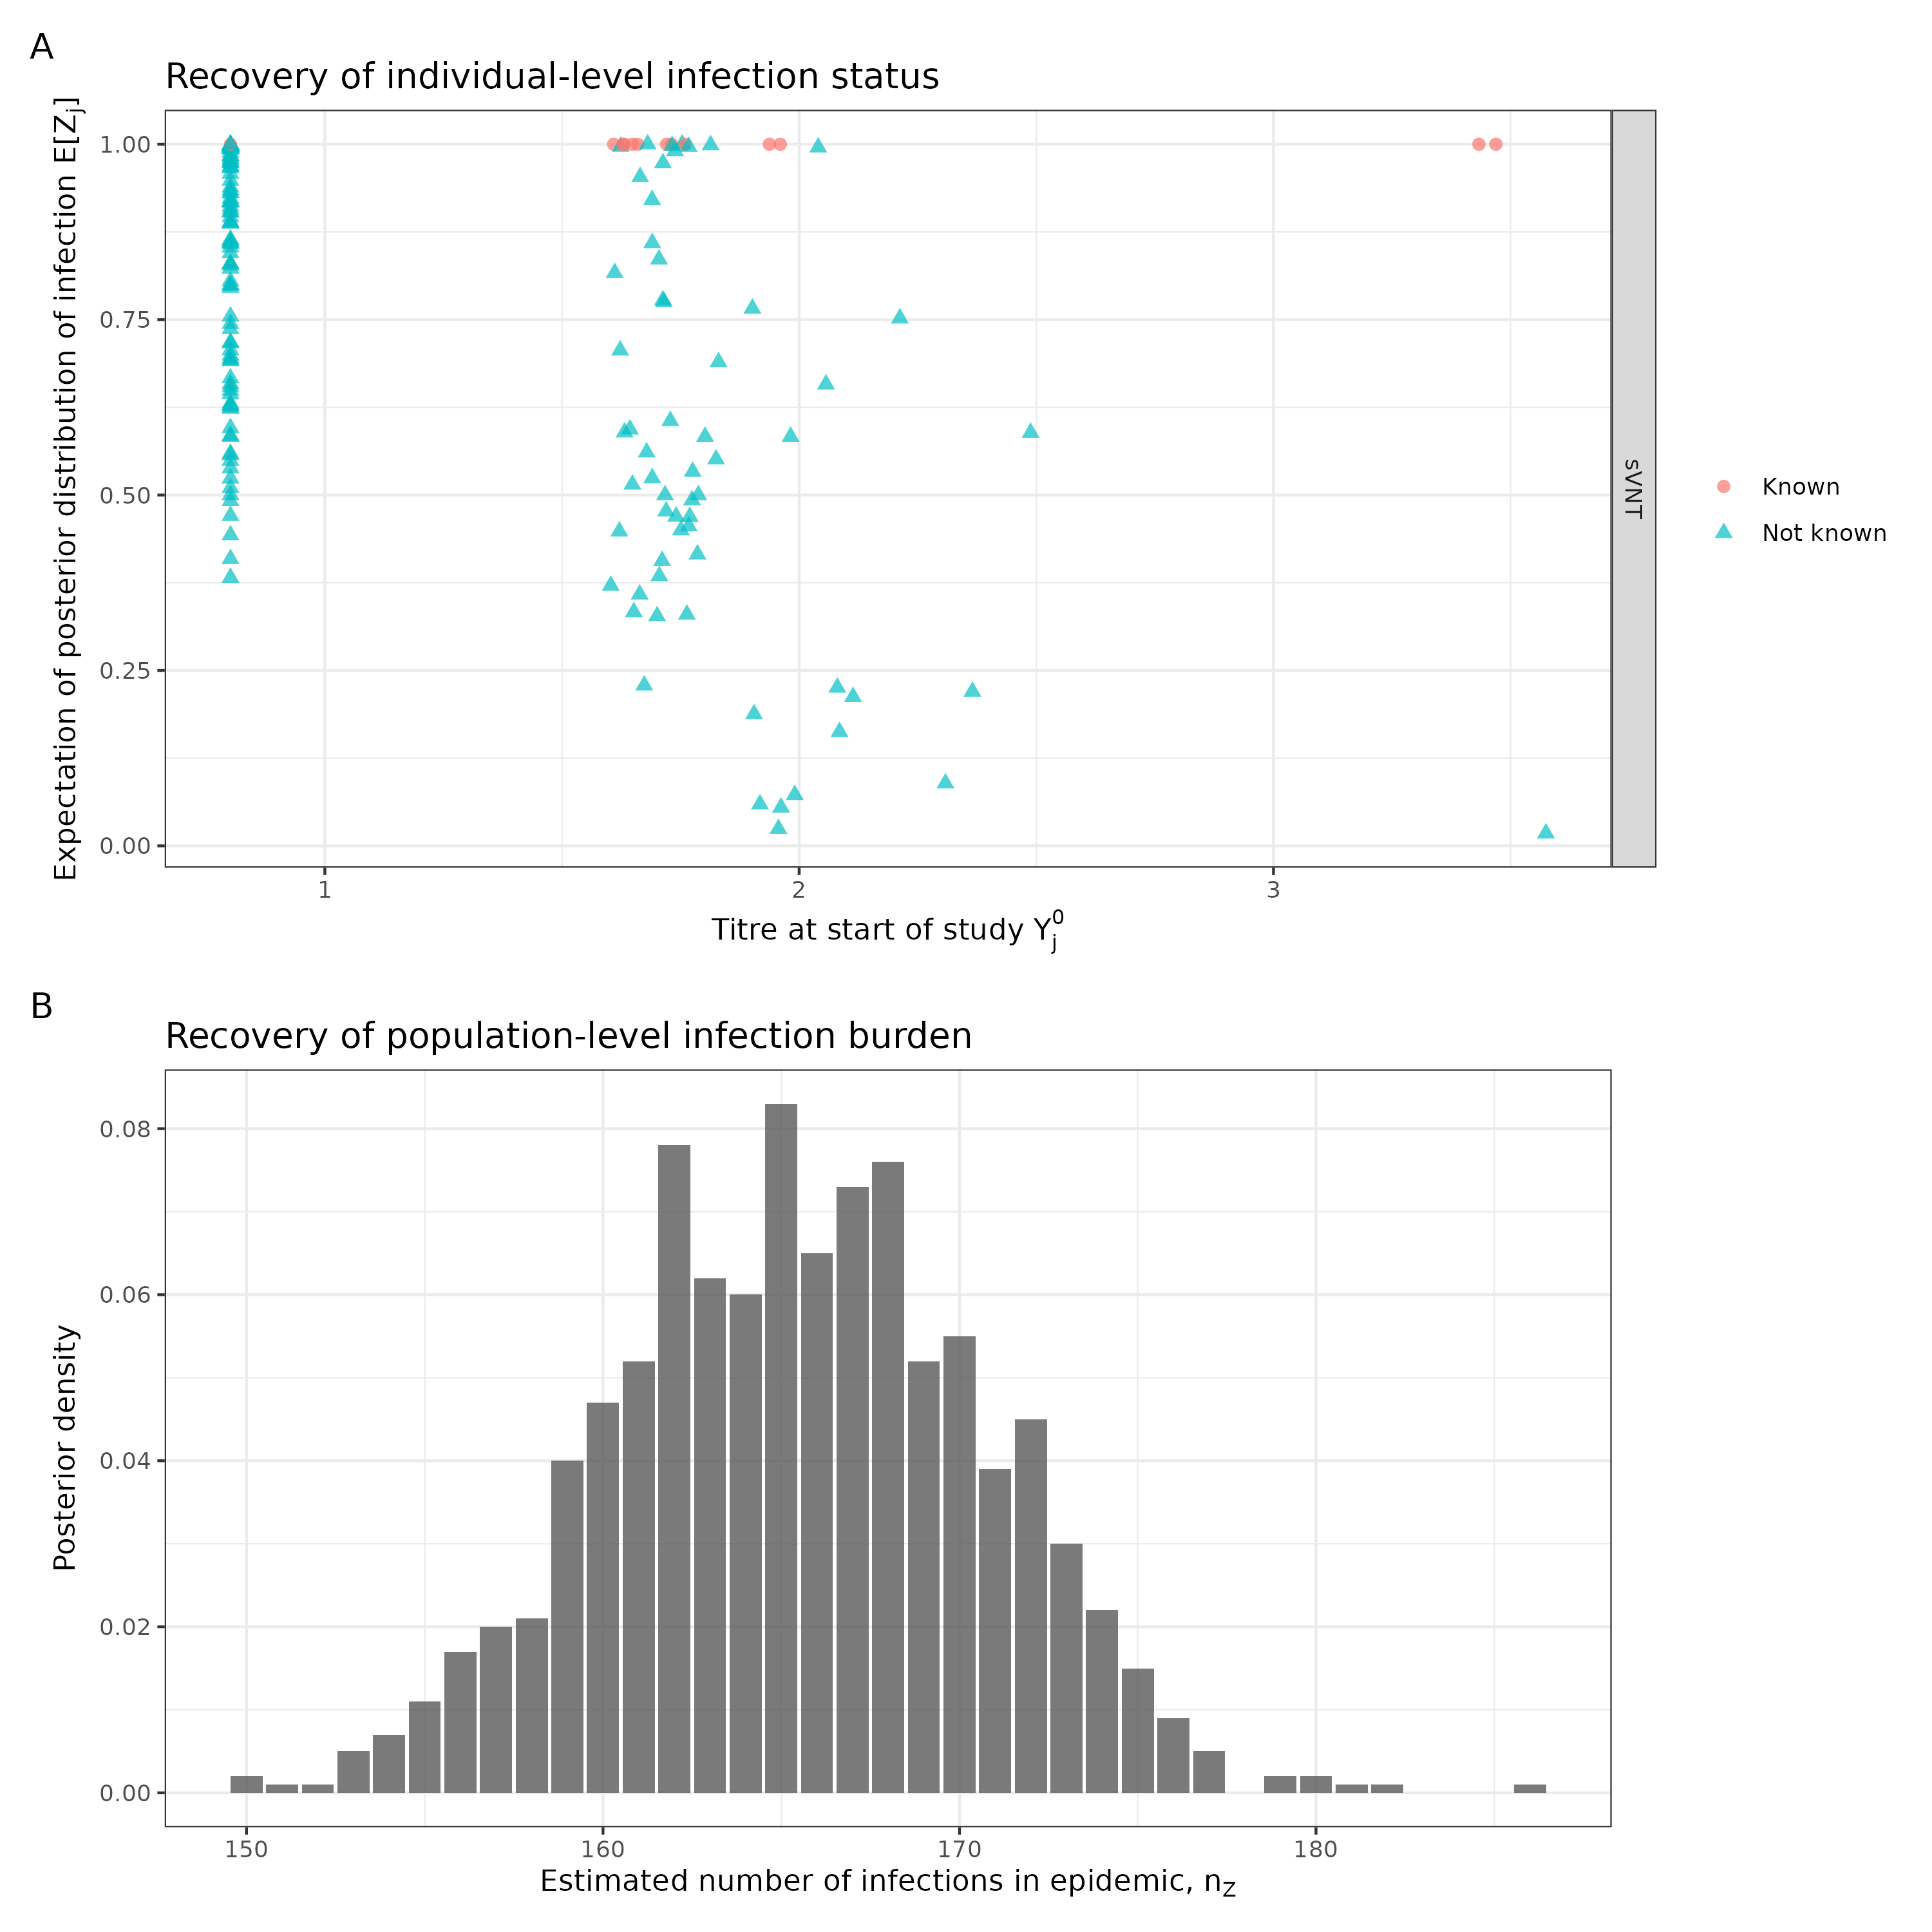 A
Recovery of individual-level infection status
Expectation of posterior distribution of infection E[Zj]
1.00
0.75
0.50
0.25
0.00
1 2 3
Titre at start of study Yj0
sVNT
Known
Not known
B
Recovery of population-level infection burden
Posterior density
0.08
0.06
0.04
0.02
0.00
150 160 170 180
Estimated number of infections in epidemic, nZ